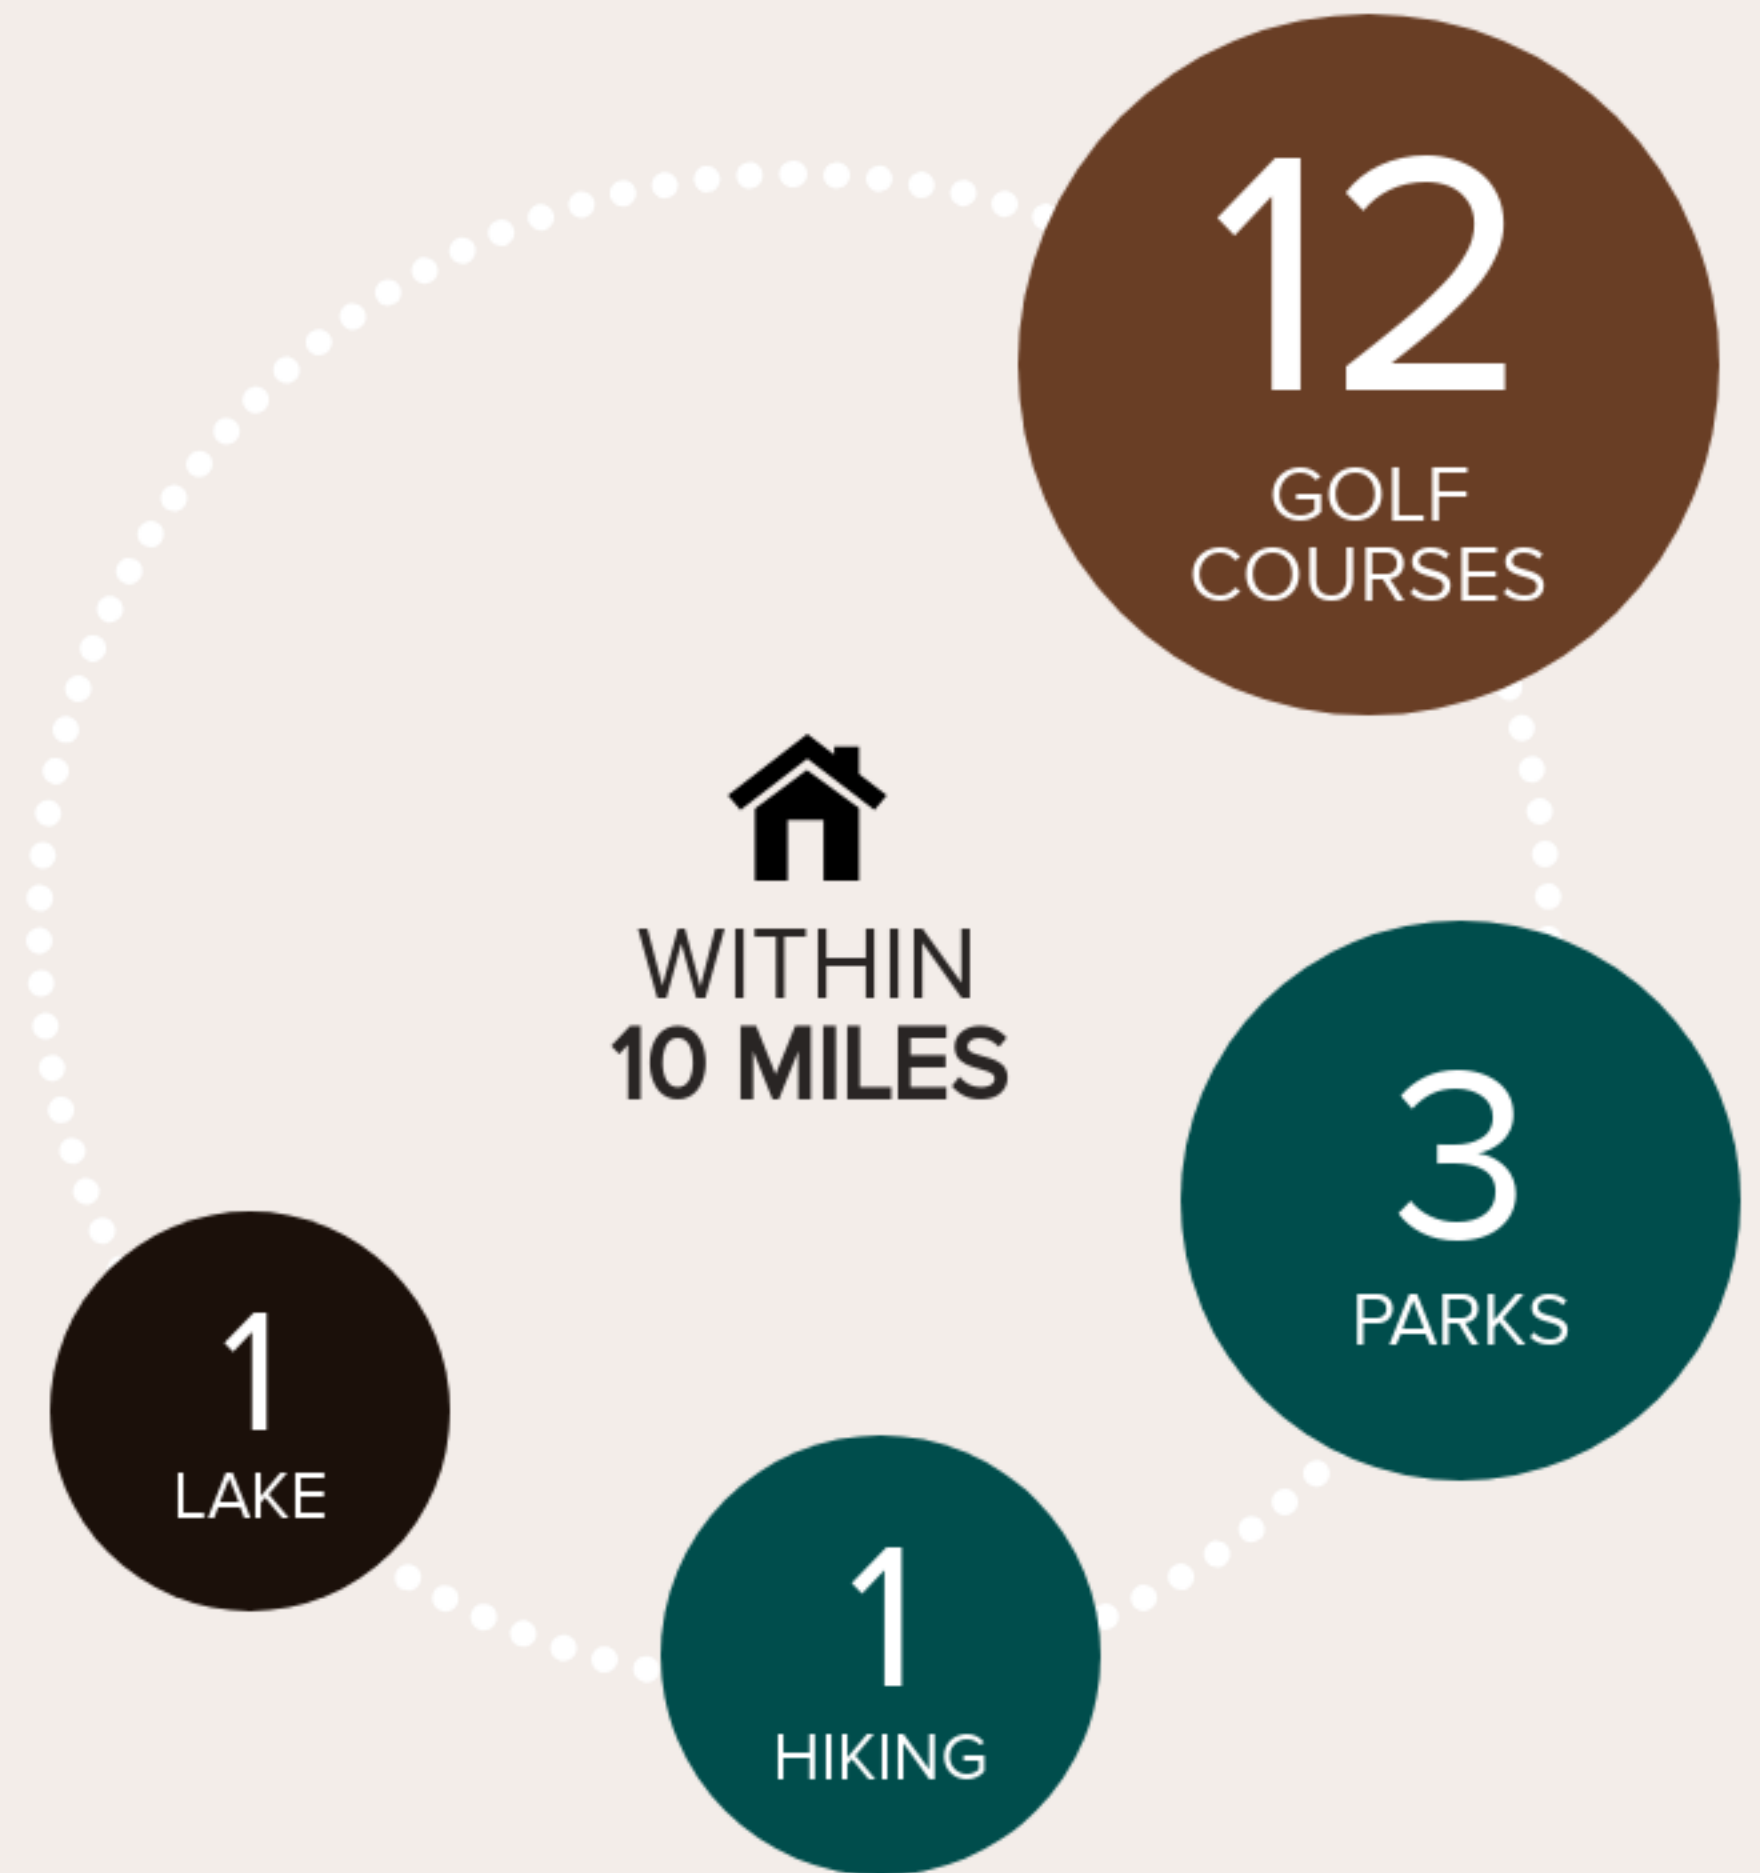 12
GOLF
COURSES
WITHIN
10 MILES
3
PARKS
1
LAKE
1
HIKING